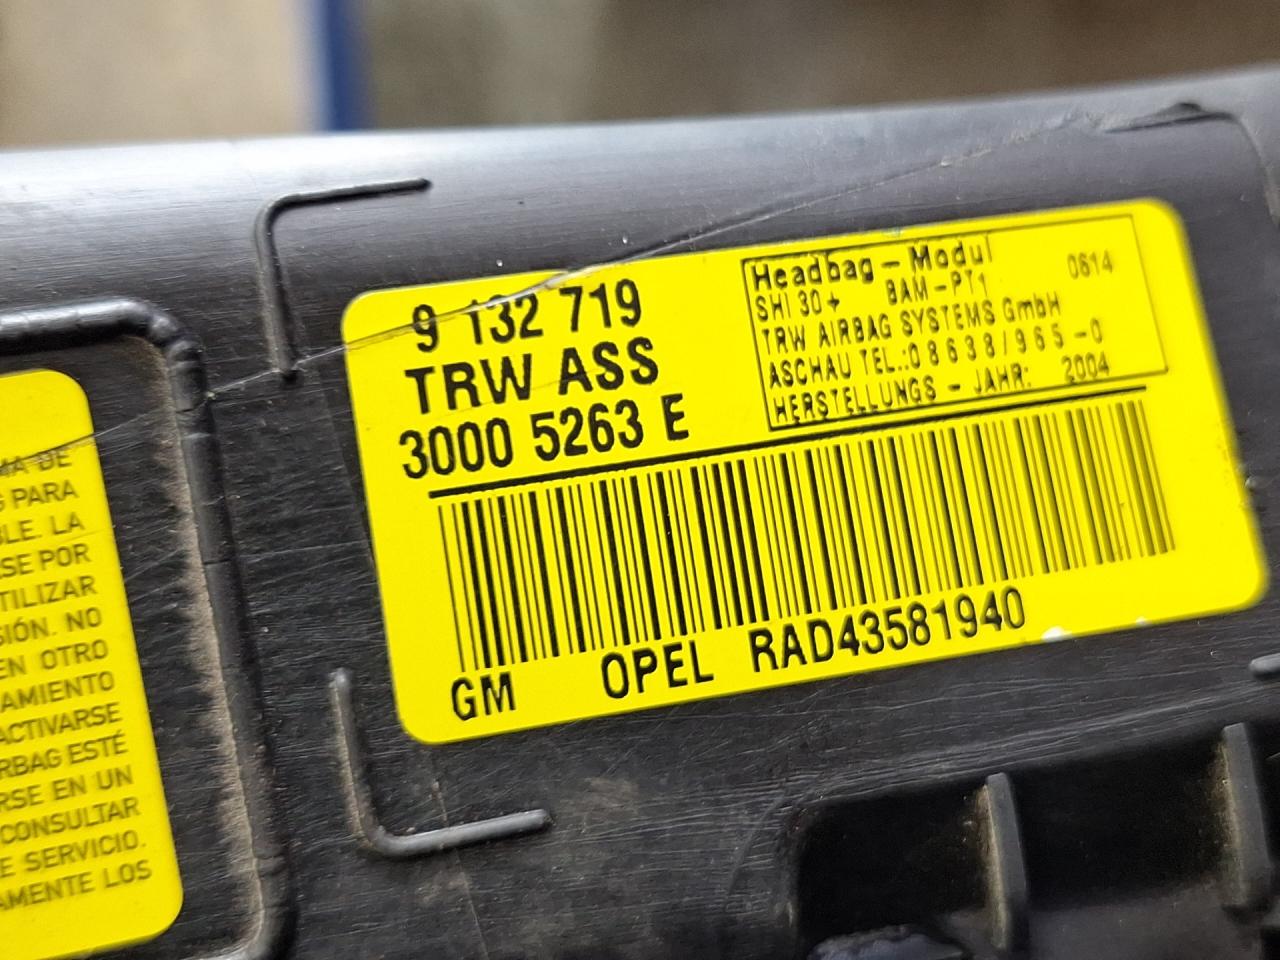 9 132 719
TRW ASS
3000 5263 E
Headbag - Modul 0614
SHI 30+ BAM-PT1
TRW AIRBAG SYSTEMS GmbH
ASCHAU TEL.:08638/965-0
HERSTELLUNGS - JAHR: 2004
GM OPEL RAD43581940
MA DE
PARA
BLE. LA
SE POR
TILIZAR
SIÓN. NO
EN OTRO
AMIENTO
ACTIVARSE
RBAG ESTÉ
RSE EN UN
CONSULTAR
E SERVICIO.
AMENTE LOS